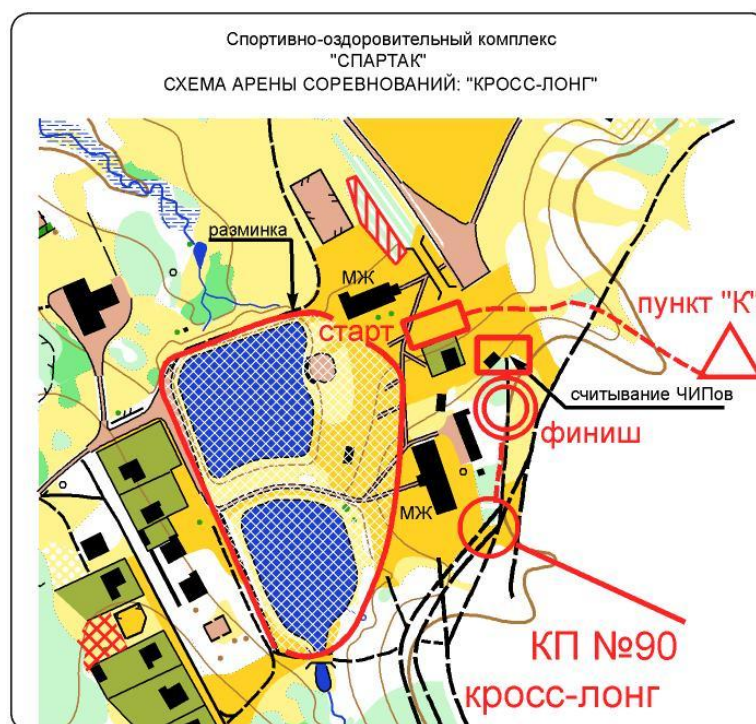 Спортивно-оздоровительный комплекс
"СПАРТАК"
СХЕМА АРЕНЫ СОРЕВНОВАНИЙ: "КРОСС-ЛОНГ"
разминка
МЖ
старт
пункт "К"
считывание ЧИПов
финиш
МЖ
КП №90
кросс-лонг